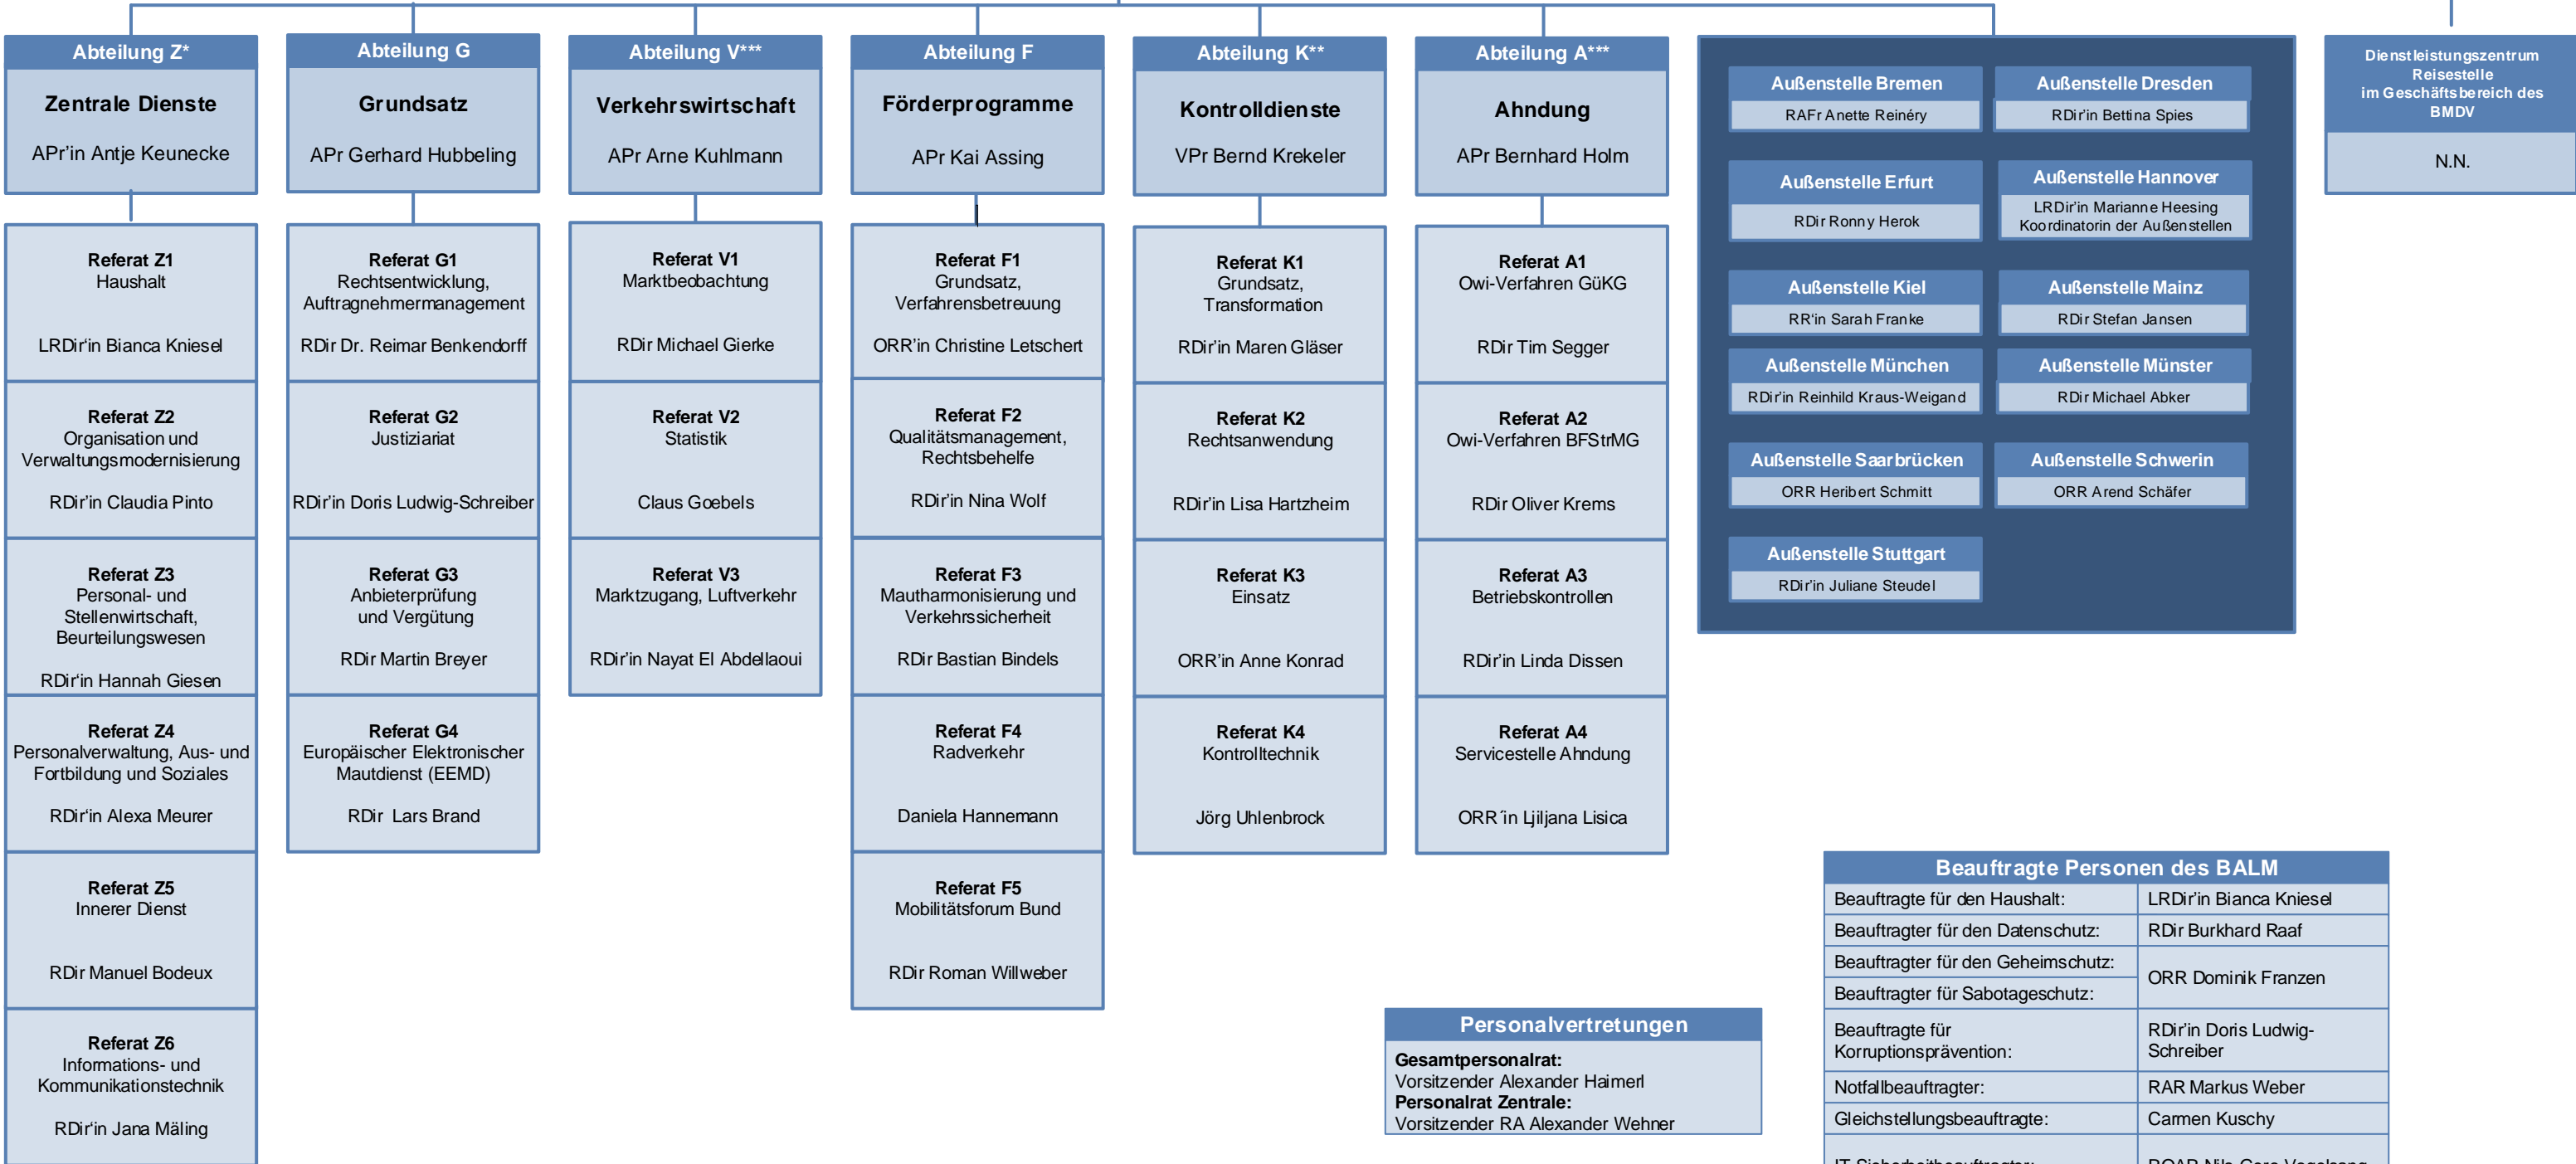 Abteilung Z*
Zentrale Dienste
APr'in Antje Keunecke
Referat Z1
Haushalt
LRDir'in Bianca Kniesel
Referat Z2
Organisation und
Verwaltungsmodernisierung
RDir'in Claudia Pinto
Referat Z3
Personal- und
Stellenwirtschaft,
Beurteilungswesen
RDir'in Hannah Giesen
Referat Z4
Personalverwaltung, Aus- und
Fortbildung und Soziales
RDir'in Alexa Meurer
Referat Z5
Innerer Dienst
RDir Manuel Bodeux
Referat Z6
Informations- und
Kommunikationstechnik
RDir'in Jana Mäling
Abteilung G
Grundsatz
APr Gerhard Hubbeling
Referat G1
Rechtsentwicklung,
Auftragnehmermanagement
RDir Dr. Reimar Benkendorff
Referat G2
Justiziariat
RDir'in Doris Ludwig-Schreiber
Referat G3
Anbieterprüfung
und Vergütung
RDir Martin Breyer
Referat G4
Europäischer Elektronischer
Mautdienst (EEMD)
RDir Lars Brand
Abteilung V***
Verkehrswirtschaft
APr Arne Kuhlmann
Referat V1
Marktbeobachtung
RDir Michael Gierke
Referat V2
Statistik
Claus Goebels
Referat V3
Marktzugang, Luftverkehr
RDir'in Nayat El Abdellaoui
Abteilung F
Förderprogramme
APr Kai Assing
Referat F1
Grundsatz,
Verfahrensbetreuung
ORR'in Christine Letschert
Referat F2
Qualitätsmanagement,
Rechtsbehelfe
RDir'in Nina Wolf
Referat F3
Mautharmonisierung und
Verkehrssicherheit
RDir Bastian Bindels
Referat F4
Radverkehr
Daniela Hannemann
Referat F5
Mobilitätsforum Bund
RDir Roman Willweber
Abteilung K**
Kontrolldienste
VPr Bernd Krekeler
Referat K1
Grundsatz,
Transformation
RDir'in Maren Gläser
Referat K2
Rechtsanwendung
RDir'in Lisa Hartzheim
Referat K3
Einsatz
ORR'in Anne Konrad
Referat K4
Kontrolltechnik
Jörg Uhlenbrock
Abteilung A***
Ahndung
APr Bernhard Holm
Referat A1
Owi-Verfahren GüKG
RDir Tim Segger
Referat A2
Owi-Verfahren BFStrMG
RDir Oliver Krems
Referat A3
Betriebskontrollen
RDir'in Linda Dissen
Referat A4
Servicestelle Ahndung
ORR´in Ljiljana Lisica
Außenstelle Bremen
RAFr Anette Reinéry
Außenstelle Dresden
RDir'in Bettina Spies
Außenstelle Erfurt
RDir Ronny Herok
Außenstelle Hannover
LRDir'in Marianne Heesing
Koordinatorin der Außenstellen
Außenstelle Kiel
RR'in Sarah Franke
Außenstelle Mainz
RDir Stefan Jansen
Außenstelle München
RDir'in Reinhild Kraus-Weigand
Außenstelle Münster
RDir Michael Abker
Außenstelle Saarbrücken
ORR Heribert Schmitt
Außenstelle Schwerin
ORR Arend Schäfer
Außenstelle Stuttgart
RDir'in Juliane Steudel
Dienstleistungszentrum
Reisestelle
im Geschäftsbereich des
BMDV
N.N.
Personalvertretungen
Gesamtpersonalrat:
Vorsitzender Alexander Haimerl
Personalrat Zentrale:
Vorsitzender RA Alexander Wehner
Beauftragte Personen des BALM
Beauftragte für den Haushalt: LRDir'in Bianca Kniesel
Beauftragter für den Datenschutz: RDir Burkhard Raaf
Beauftragter für den Geheimschutz:
Beauftragter für Sabotageschutz:
ORR Dominik Franzen
Beauftragte für
Korruptionsprävention:
RDir'in Doris Ludwig-
Schreiber
Notfallbeauftragter: RAR Markus Weber
Gleichstellungsbeauftragte: Carmen Kuschy